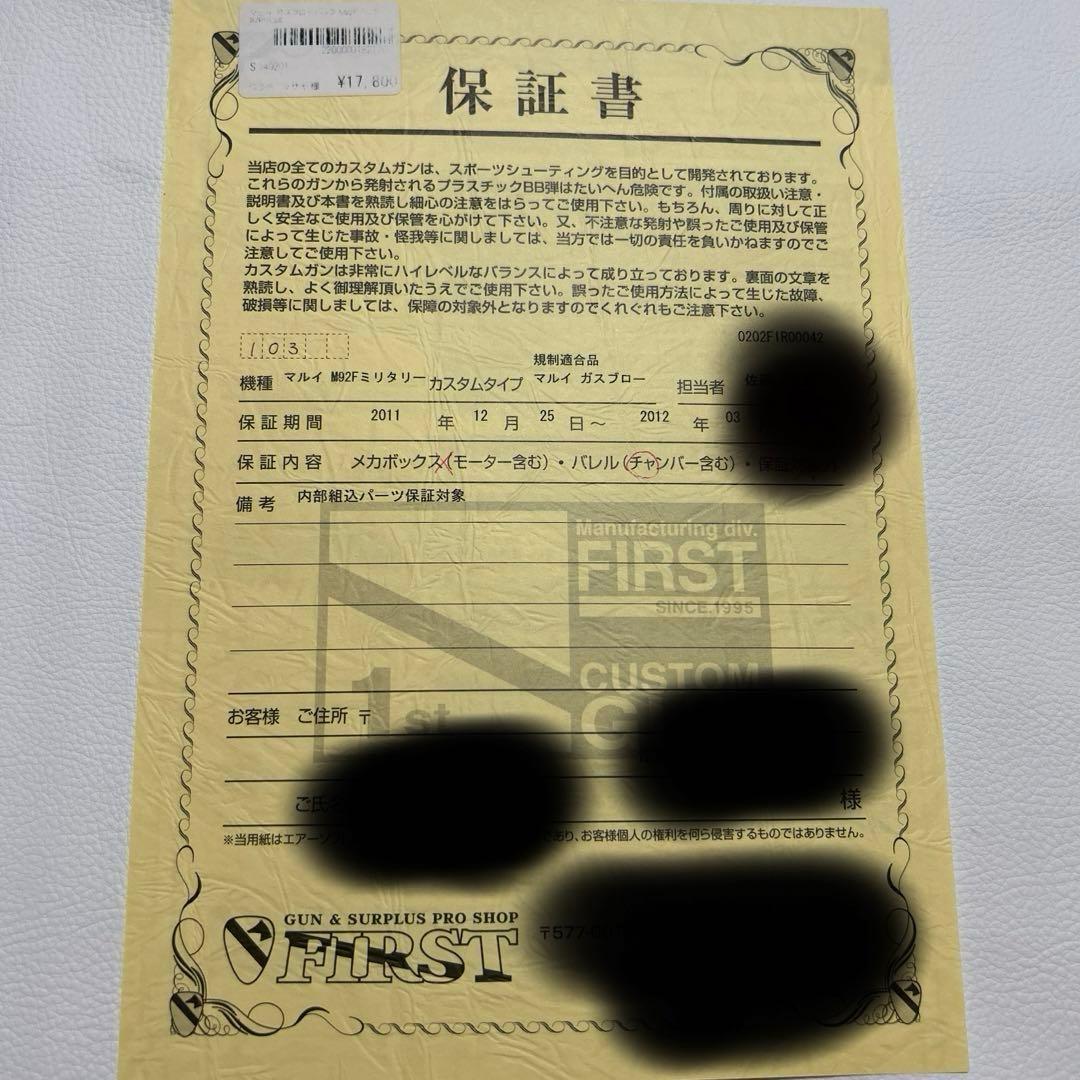 ¥17,800
保証書
当店の全てのカスタムガンは、スポーツシューティングを目的として開発されております。
これらのガンから発射されるプラスチックBB弾はたいへん危険です。付属の取扱い注意・
説明書及び本書を熟読し細心の注意をはらってご使用下さい。もちろん、周りに対して正
しく安全なご使用及び保管を心がけて下さい。又、不注意な発射や誤ったご使用及び保管
によって生じた事故・怪我等に関しましては、当方では一切の責任を負いかねますのでご
注意してご使用下さい。
カスタムガンは非常にハイレベルなバランスによって成り立っております。裏面の文章を
熟読し、よく御理解頂いたうえでご使用下さい。誤ったご使用方法によって生じた故障、
破損等に関しましては、保障の対象外となりますのでくれぐれもご注意下さい。
0202F1R00042
103
規制適合品
機種 マルイ M92Fミリタリー カスタムタイプ マルイ ガスブロー 担当者
保証期間 2011 年 12 月 25 日～ 2012 年 03
保証内容 メカボックス(モーター含む)・バレル(チャンバー含む)・
備考 内部組込パーツ保証対象
Manufacturing div.
FIRST
SINCE.1995
CUSTOM
1st
お客様 ご住所 〒
ご氏 様
※当用紙はエアーソフ であり、お客様個人の権利を何ら侵害するものではありません。
GUN & SURPLUS PRO SHOP
FIRST
〒577-00